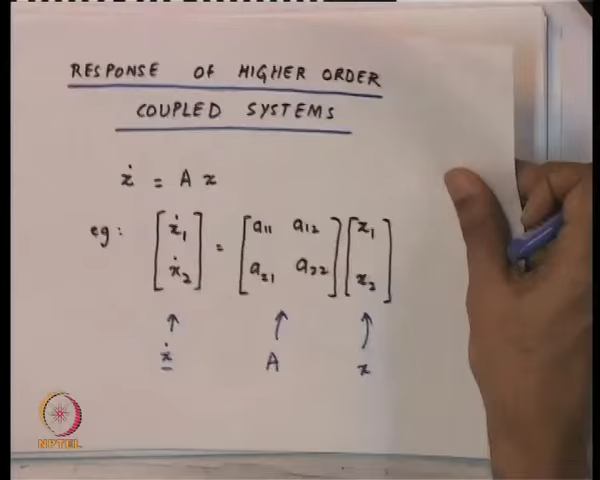 RESPONSE OF HIGHER ORDER
COUPLED SYSTEMS
ẋ = A x
eg: [ẋ₁ ẋ₂] = [a₁₁ a₁₂ a₂₁ a₂₂] [x₁ x₂]
↑ ↑ ↑
ẋ A x
NPTEL